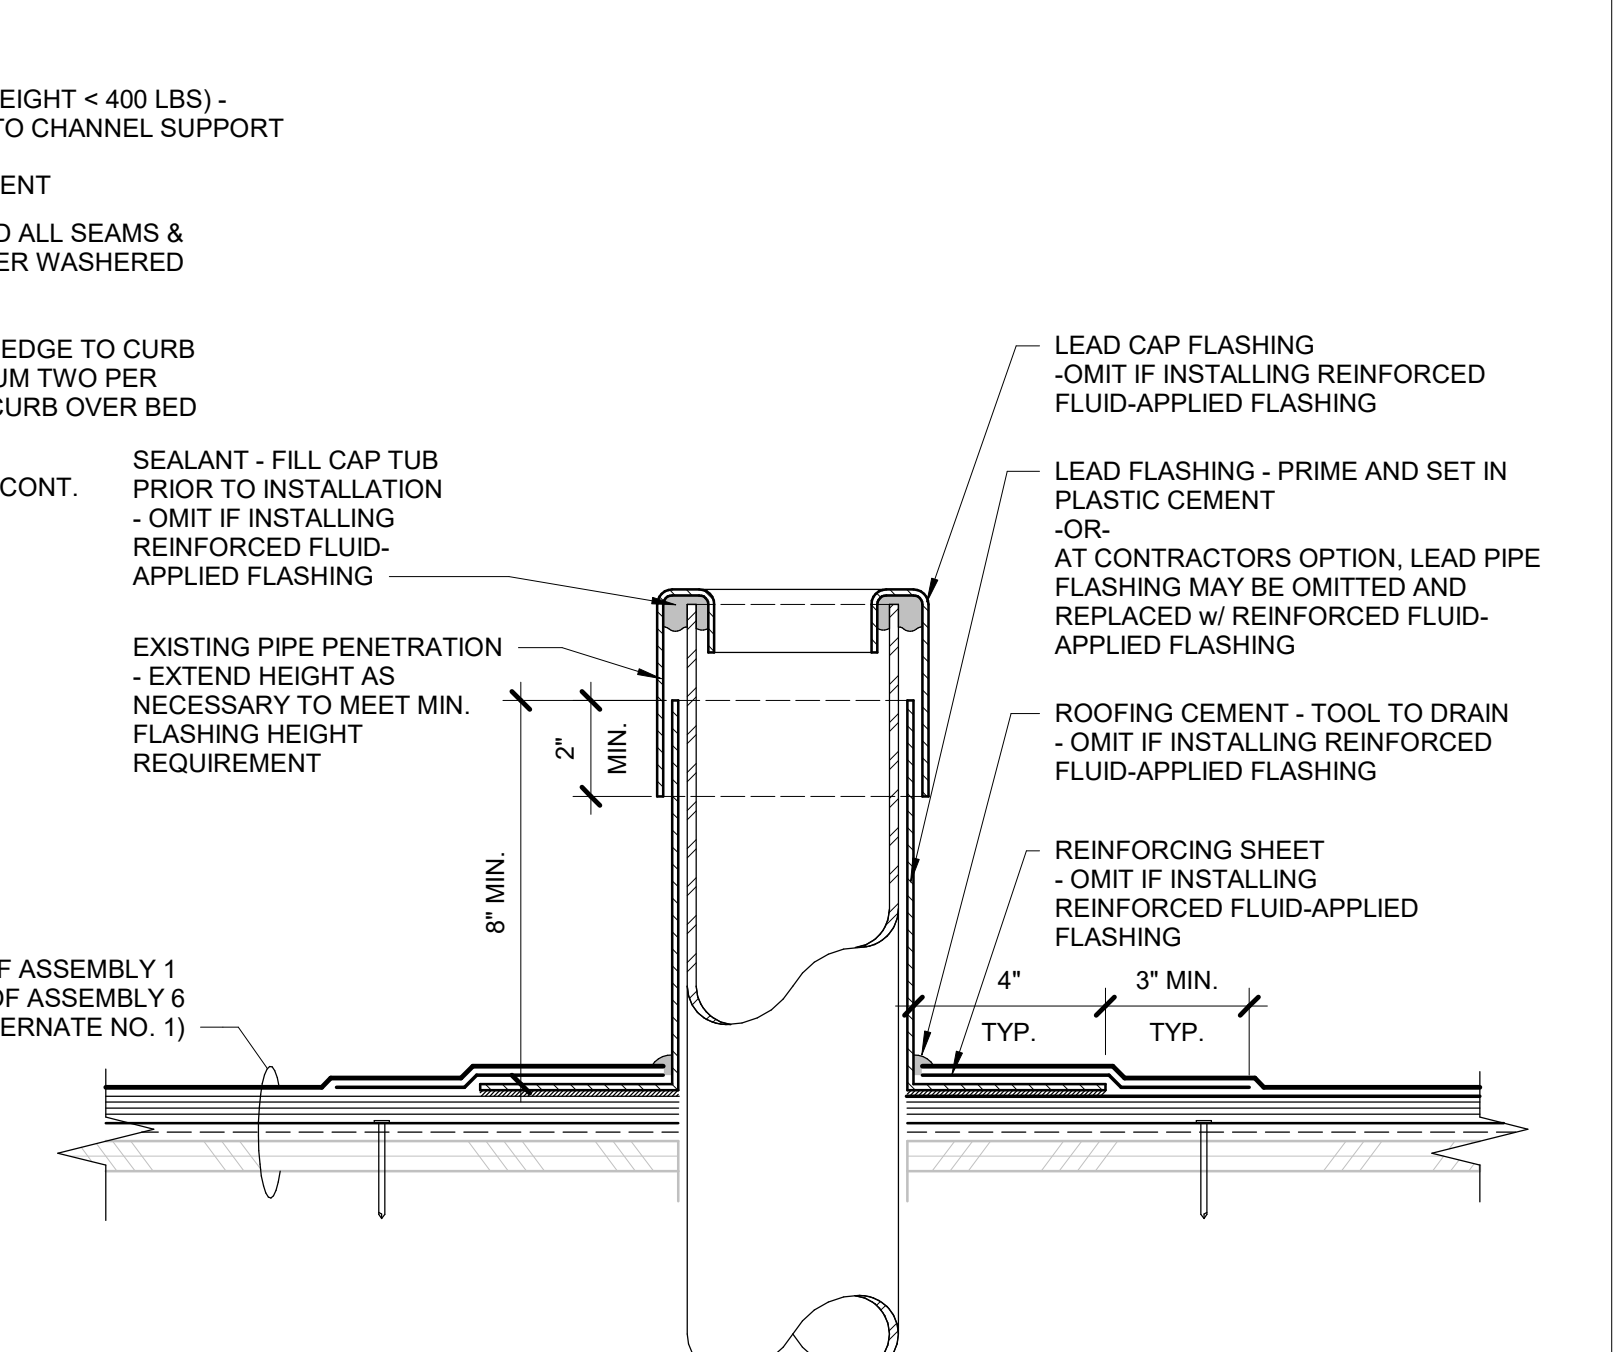 EIGHT < 400 LBS) -
TO CHANNEL SUPPORT
ENT
D ALL SEAMS &
ER WASHERED
EDGE TO CURB
UM TWO PER
CURB OVER BED
CONT.
SEALANT - FILL CAP TUB
PRIOR TO INSTALLATION
- OMIT IF INSTALLING
REINFORCED FLUID-
APPLIED FLASHING
EXISTING PIPE PENETRATION
- EXTEND HEIGHT AS
NECESSARY TO MEET MIN.
FLASHING HEIGHT
REQUIREMENT
2"
MIN.
8" MIN.
F ASSEMBLY 1
OF ASSEMBLY 6
ERNATE NO. 1)
LEAD CAP FLASHING
-OMIT IF INSTALLING REINFORCED
FLUID-APPLIED FLASHING
LEAD FLASHING - PRIME AND SET IN
PLASTIC CEMENT
-OR-
AT CONTRACTORS OPTION, LEAD PIPE
FLASHING MAY BE OMITTED AND
REPLACED w/ REINFORCED FLUID-
APPLIED FLASHING
ROOFING CEMENT - TOOL TO DRAIN
- OMIT IF INSTALLING REINFORCED
FLUID-APPLIED FLASHING
REINFORCING SHEET
- OMIT IF INSTALLING
REINFORCED FLUID-APPLIED
FLASHING
4"
TYP.
3" MIN.
TYP.